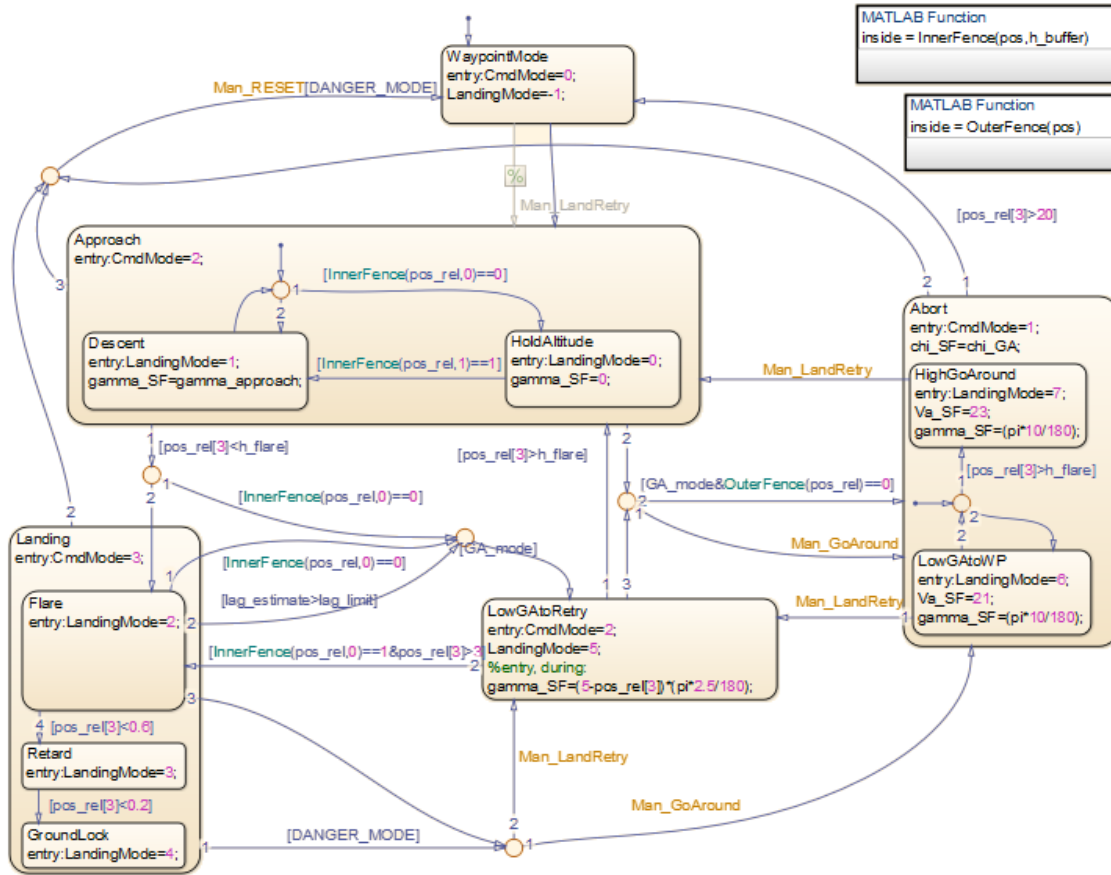 MATLAB Function
inside = InnerFence(pos,h_buffer)
MATLAB Function
inside = OuterFence(pos)
WaypointMode
entry:CmdMode=0;
LandingMode=-1;
Man_RESET[DANGER_MODE]
%
Man_LandRetry
[pos_rel[3]>20]
Approach
entry:CmdMode=2;
3
[InnerFence(pos_rel,0)==0]
1
2
Descent
entry:LandingMode=1;
gamma_SF=gamma_approach;
[InnerFence(pos_rel,1)==1]
HoldAltitude
entry:LandingMode=0;
gamma_SF=0;
2
1
Abort
entry:CmdMode=1;
chi_SF=chi_GA;
HighGoAround
entry:LandingMode=7;
Va_SF=23;
gamma_SF=(pi*10/180);
Man_LandRetry
[pos_rel[3]>h_flare]
1
2
2
LowGAtoWP
entry:LandingMode=6;
Va_SF=21;
gamma_SF=(pi*10/180);
1
[pos_rel[3]<h_flare]
1
2
[InnerFence(pos_rel,0)==0]
[pos_rel[3]>h_flare]
2
[GA_mode&OuterFence(pos_rel)==0]
2
1
Man_GoAround
2
Landing
entry:CmdMode=3;
[GA_mode]
1
[InnerFence(pos_rel,0)==0]
[lag_estimate>lag_limit]
2
Flare
entry:LandingMode=2;
1
3
Man_LandRetry
1
LowGAtoRetry
entry:CmdMode=2;
LandingMode=5;
%entry, during:
gamma_SF=(5-pos_rel[3])*(pi*2.5/180);
[InnerFence(pos_rel,0)==1&pos_rel[3]>3
2
3
4
[pos_rel[3]<0.6]
Retard
entry:LandingMode=3;
[pos_rel[3]<0.2]
GroundLock
entry:LandingMode=4;
Man_LandRetry
Man_GoAround
1
[DANGER_MODE]
2
1